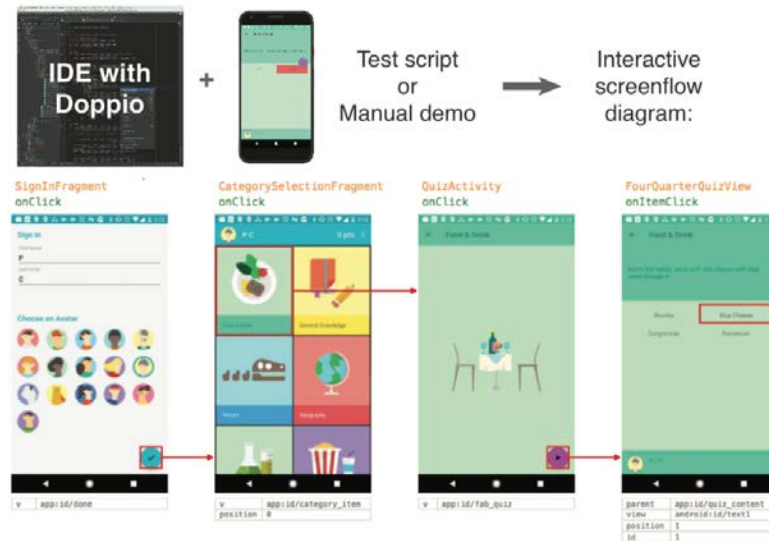 IDE with
Doppio
+
Test script
or
Manual demo
Interactive
screenflow
diagram:
SignInFragment
onClick
CategorySelectionFragment
onClick
QuizActivity
onClick
FourQuarterQuizView
onItemClick
Sign In
P
C
Choose an Avatar
P C
0 pts
Food & Drink
General Knowledge
History
Geography
Food & Drink
Food & Drink
Blue Cheese
Gorgonzola
Parmesan
v app:id/done
v app:id/category_item
position 0
v app:id/fab_quiz
parent app:id/quiz_content
view android:id/text1
position 1
id 1